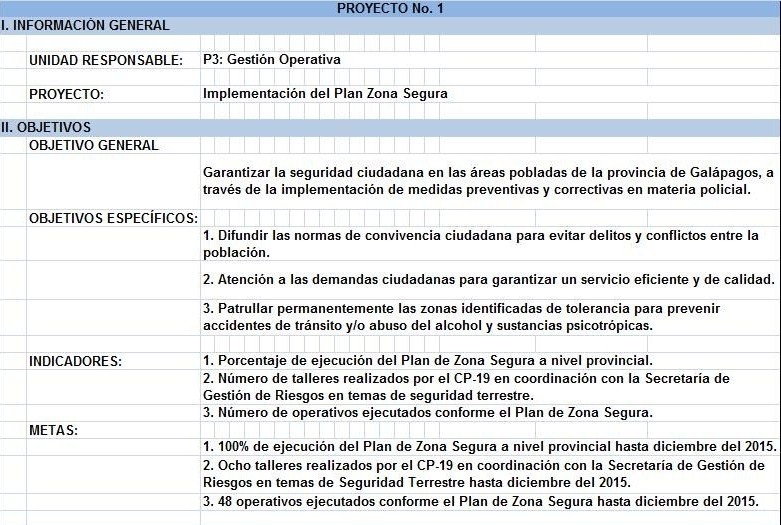 PROYECTO No. 1
I. INFORMACIÓN GENERAL
UNIDAD RESPONSABLE: P3: Gestión Operativa
PROYECTO: Implementación del Plan Zona Segura
II. OBJETIVOS
OBJETIVO GENERAL
Garantizar la seguridad ciudadana en las áreas pobladas de la provincia de Galápagos, a
través de la implementación de medidas preventivas y correctivas en materia policial.
OBJETIVOS ESPECÍFICOS:
1. Difundir las normas de convivencia ciudadana para evitar delitos y conflictos entre la
población.
2. Atención a las demandas ciudadanas para garantizar un servicio eficiente y de calidad.
3. Patrullar permanentemente las zonas identificadas de tolerancia para prevenir
accidentes de tránsito y/o abuso del alcohol y sustancias psicotrópicas.
INDICADORES: 1. Porcentaje de ejecución del Plan de Zona Segura a nivel provincial.
2. Número de talleres realizados por el CP-19 en coordinación con la Secretaría de
Gestión de Riesgos en temas de seguridad terrestre.
3. Número de operativos ejecutados conforme el Plan de Zona Segura.
METAS:
1. 100% de ejecución del Plan de Zona Segura a nivel provincial hasta diciembre del 2015.
2. Ocho talleres realizados por el CP-19 en coordinación con la Secretaría de Gestión de
Riesgos en temas de Seguridad Terrestre hasta diciembre del 2015.
3. 48 operativos ejecutados conforme el Plan de Zona Segura hasta diciembre del 2015.